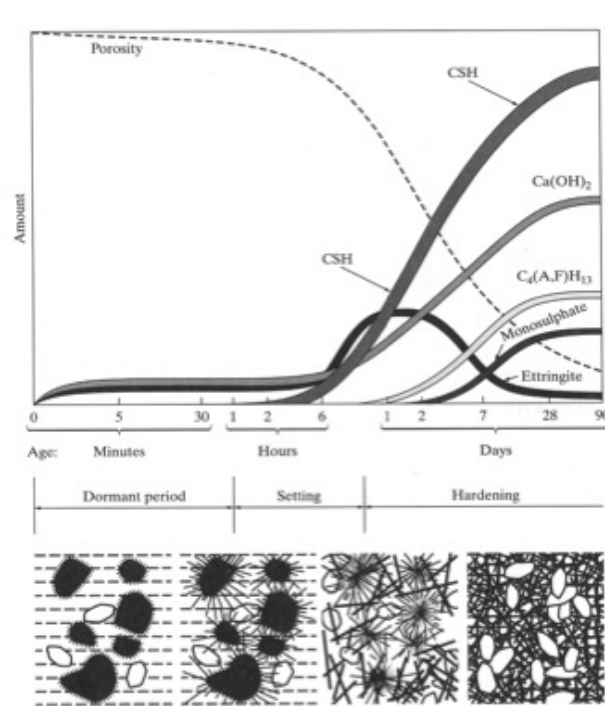 Porosity
CSH
Ca(OH)2
Amount
CSH
C4(A,F)H13
Monosulphate
Ettringite
0 5 30 1 2 6 1 2 7 28 90
Age: Minutes Hours Days
Dormant period Setting Hardening